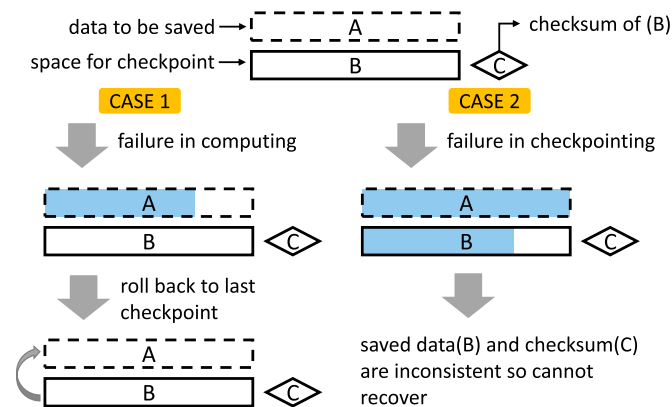 data to be saved
A
checksum of (B)
space for checkpoint
B
C
CASE 1
CASE 2
failure in computing
failure in checkpointing
A
A
B
C
B
C
roll back to last
checkpoint
A
B
C
saved data(B) and checksum(C)
are inconsistent so cannot
recover